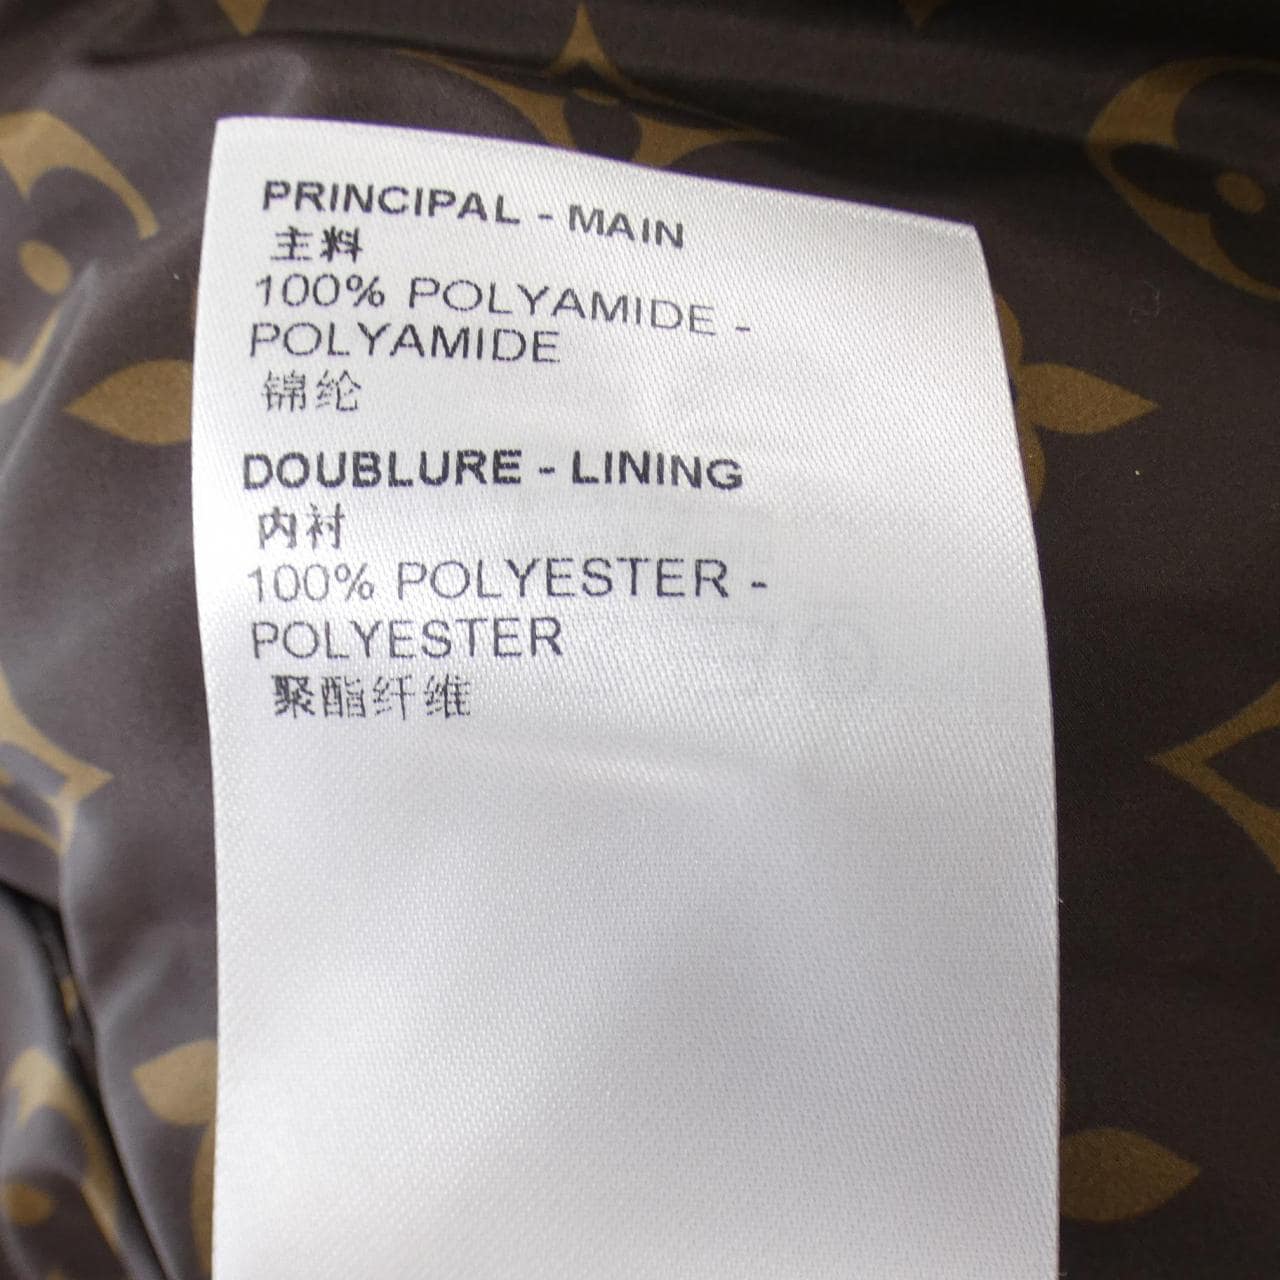 PRINCIPAL - MAIN
主料
100% POLYAMIDE -
POLYAMIDE
锦纶
DOUBLURE - LINING
内衬
100% POLYESTER -
POLYESTER
聚酯纤维